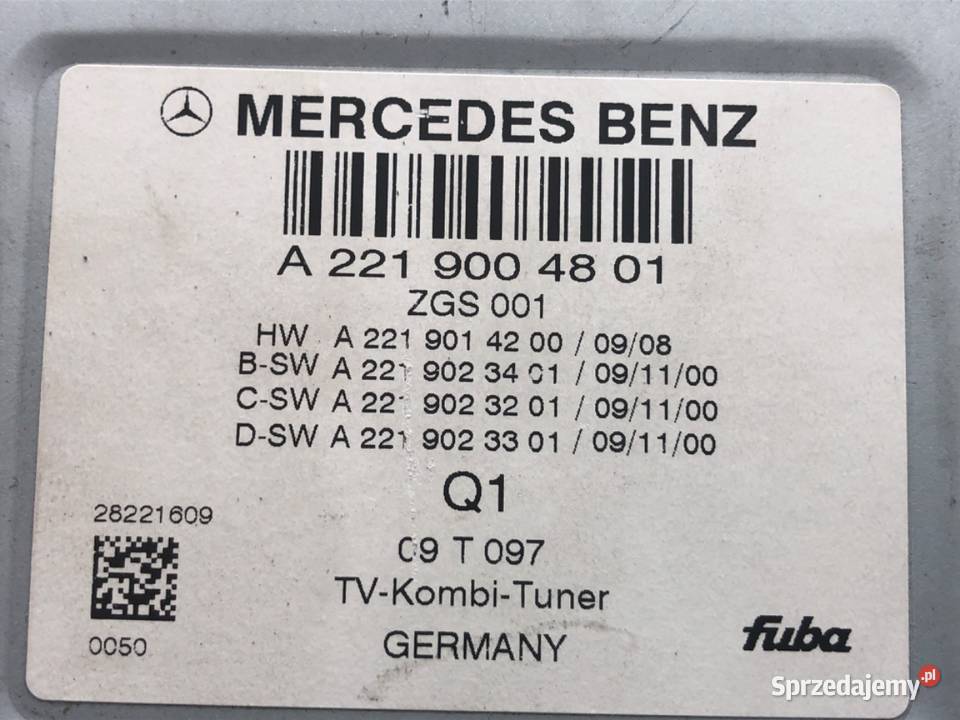 MERCEDES BENZ
A 221 900 48 01
ZGS 001
HW A 221 901 42 00 / 09/08
B-SW A 221 902 34 01 / 09/11/00
C-SW A 221 902 32 01 / 09/11/00
D-SW A 221 902 33 01 / 09/11/00
Q1
28221609
09 T 097
TV-Kombi-Tuner
0050
GERMANY
fuba
Sprzedajemy.pl